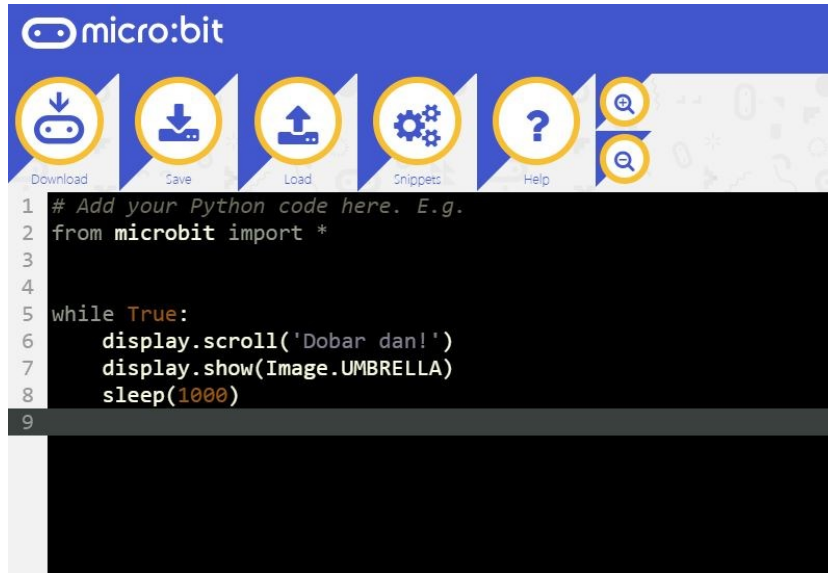 micro:bit
Download Save Load Snippets Help
1 # Add your Python code here. E.g.
2 from microbit import *
3
4
5 while True:
6     display.scroll('Dobar dan!')
7     display.show(Image.UMBRELLA)
8     sleep(1000)
9